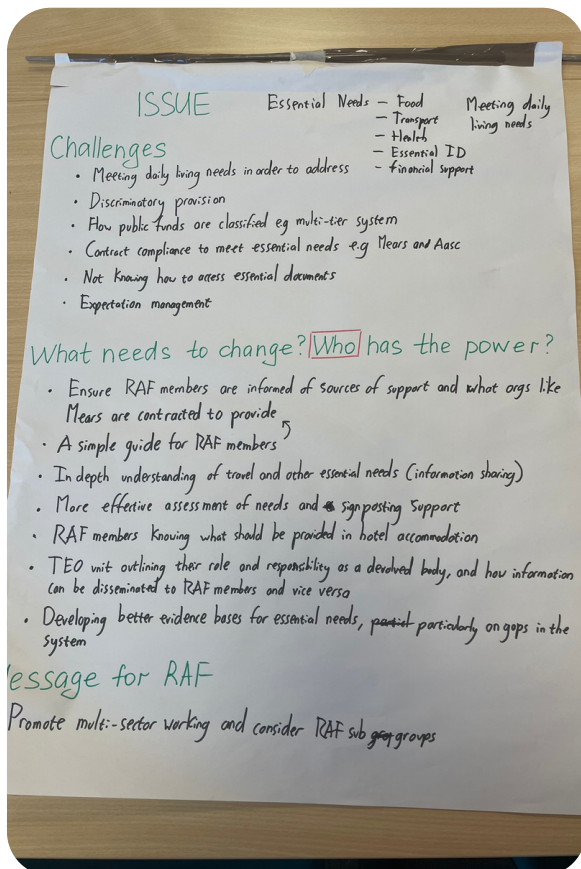 ISSUE Essential Needs – Food Meeting daily
– Transport living needs
– Health
– Essential ID
– financial support
Challenges
• Meeting daily living needs in order to address
• Discriminatory provision
• How public funds are classified eg multi-tier system
• Contract compliance to meet essential needs e.g Mears and Aasc
• Not knowing how to access essential documents
• Expectation management
What needs to change? Who has the power?
• Ensure RAF members are informed of sources of support and what orgs like
Mears are contracted to provide
• A simple guide for RAF members
• In depth understanding of travel and other essential needs (information sharing)
• More effective assessment of needs and signposting Support
• RAF members knowing what should be provided in hotel accommodation
• TEO unit outlining their role and responsibility as a devolved body, and how information
can be disseminated to RAF members and vice versa
• Developing better evidence bases for essential needs, particularly on gaps in the
system
essage for RAF
Promote multi-sector working and consider RAF sub groups